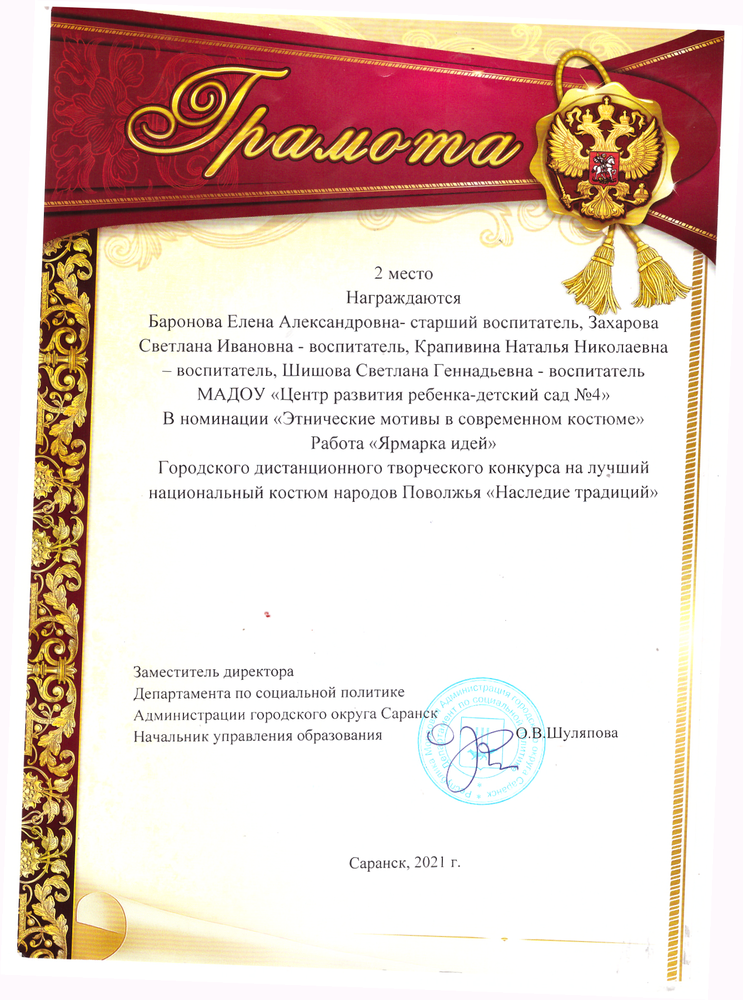 Грамота
2 место
Награждаются
Баронова Елена Александровна- старший воспитатель, Захарова
Светлана Ивановна - воспитатель, Крапивина Наталья Николаевна
– воспитатель, Шишова Светлана Геннадьевна - воспитатель
МАДОУ «Центр развития ребенка-детский сад №4»
В номинации «Этнические мотивы в современном костюме»
Работа «Ярмарка идей»
Городского дистанционного творческого конкурса на лучший
национальный костюм народов Поволжья «Наследие традиций»
Заместитель директора
Департамента по социальной политике
Администрации городского округа Саранск
Начальник управления образования О.В.Шуляпова
Республика Мордовия Администрация городского округа Саранск *
Департамент по социальной политике *
Саранск, 2021 г.